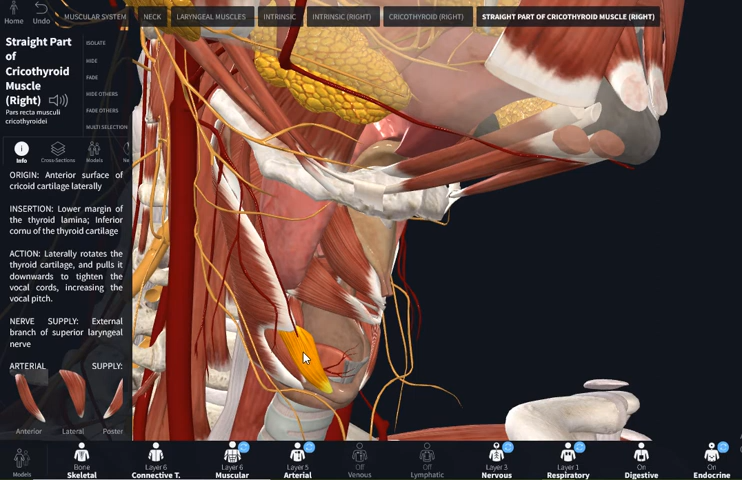 Home
Undo
MUSCULAR SYSTEM
NECK
LARYNGEAL MUSCLES
INTRINSIC
INTRINSIC (RIGHT)
CRICOTHYROID (RIGHT)
STRAIGHT PART OF CRICOTHYROID MUSCLE (RIGHT)
Straight Part
of
Cricothyroid
Muscle
(Right)
Pars recta musculi
cricothyroidei
ISOLATE
HIDE
FADE
HIDE OTHERS
FADE OTHERS
MULTI SELECTION
Info
Cross-Sections
Models
ORIGIN: Anterior surface of
cricoid cartilage laterally
INSERTION: Lower margin of
the thyroid lamina; Inferior
cornu of the thyroid cartilage
ACTION: Laterally rotates the
thyroid cartilage, and pulls it
downwards to tighten the
vocal cords, increasing the
vocal pitch.
NERVE SUPPLY: External
branch of superior laryngeal
nerve
ARTERIAL SUPPLY:
Anterior
Lateral
Poster
Models
Bone
Skeletal
Layer 6
Connective T.
Layer 6
Muscular
Layer 5
Arterial
Off
Venous
Off
Lymphatic
Layer 3
Nervous
Layer 1
Respiratory
On
Digestive
On
Endocrine